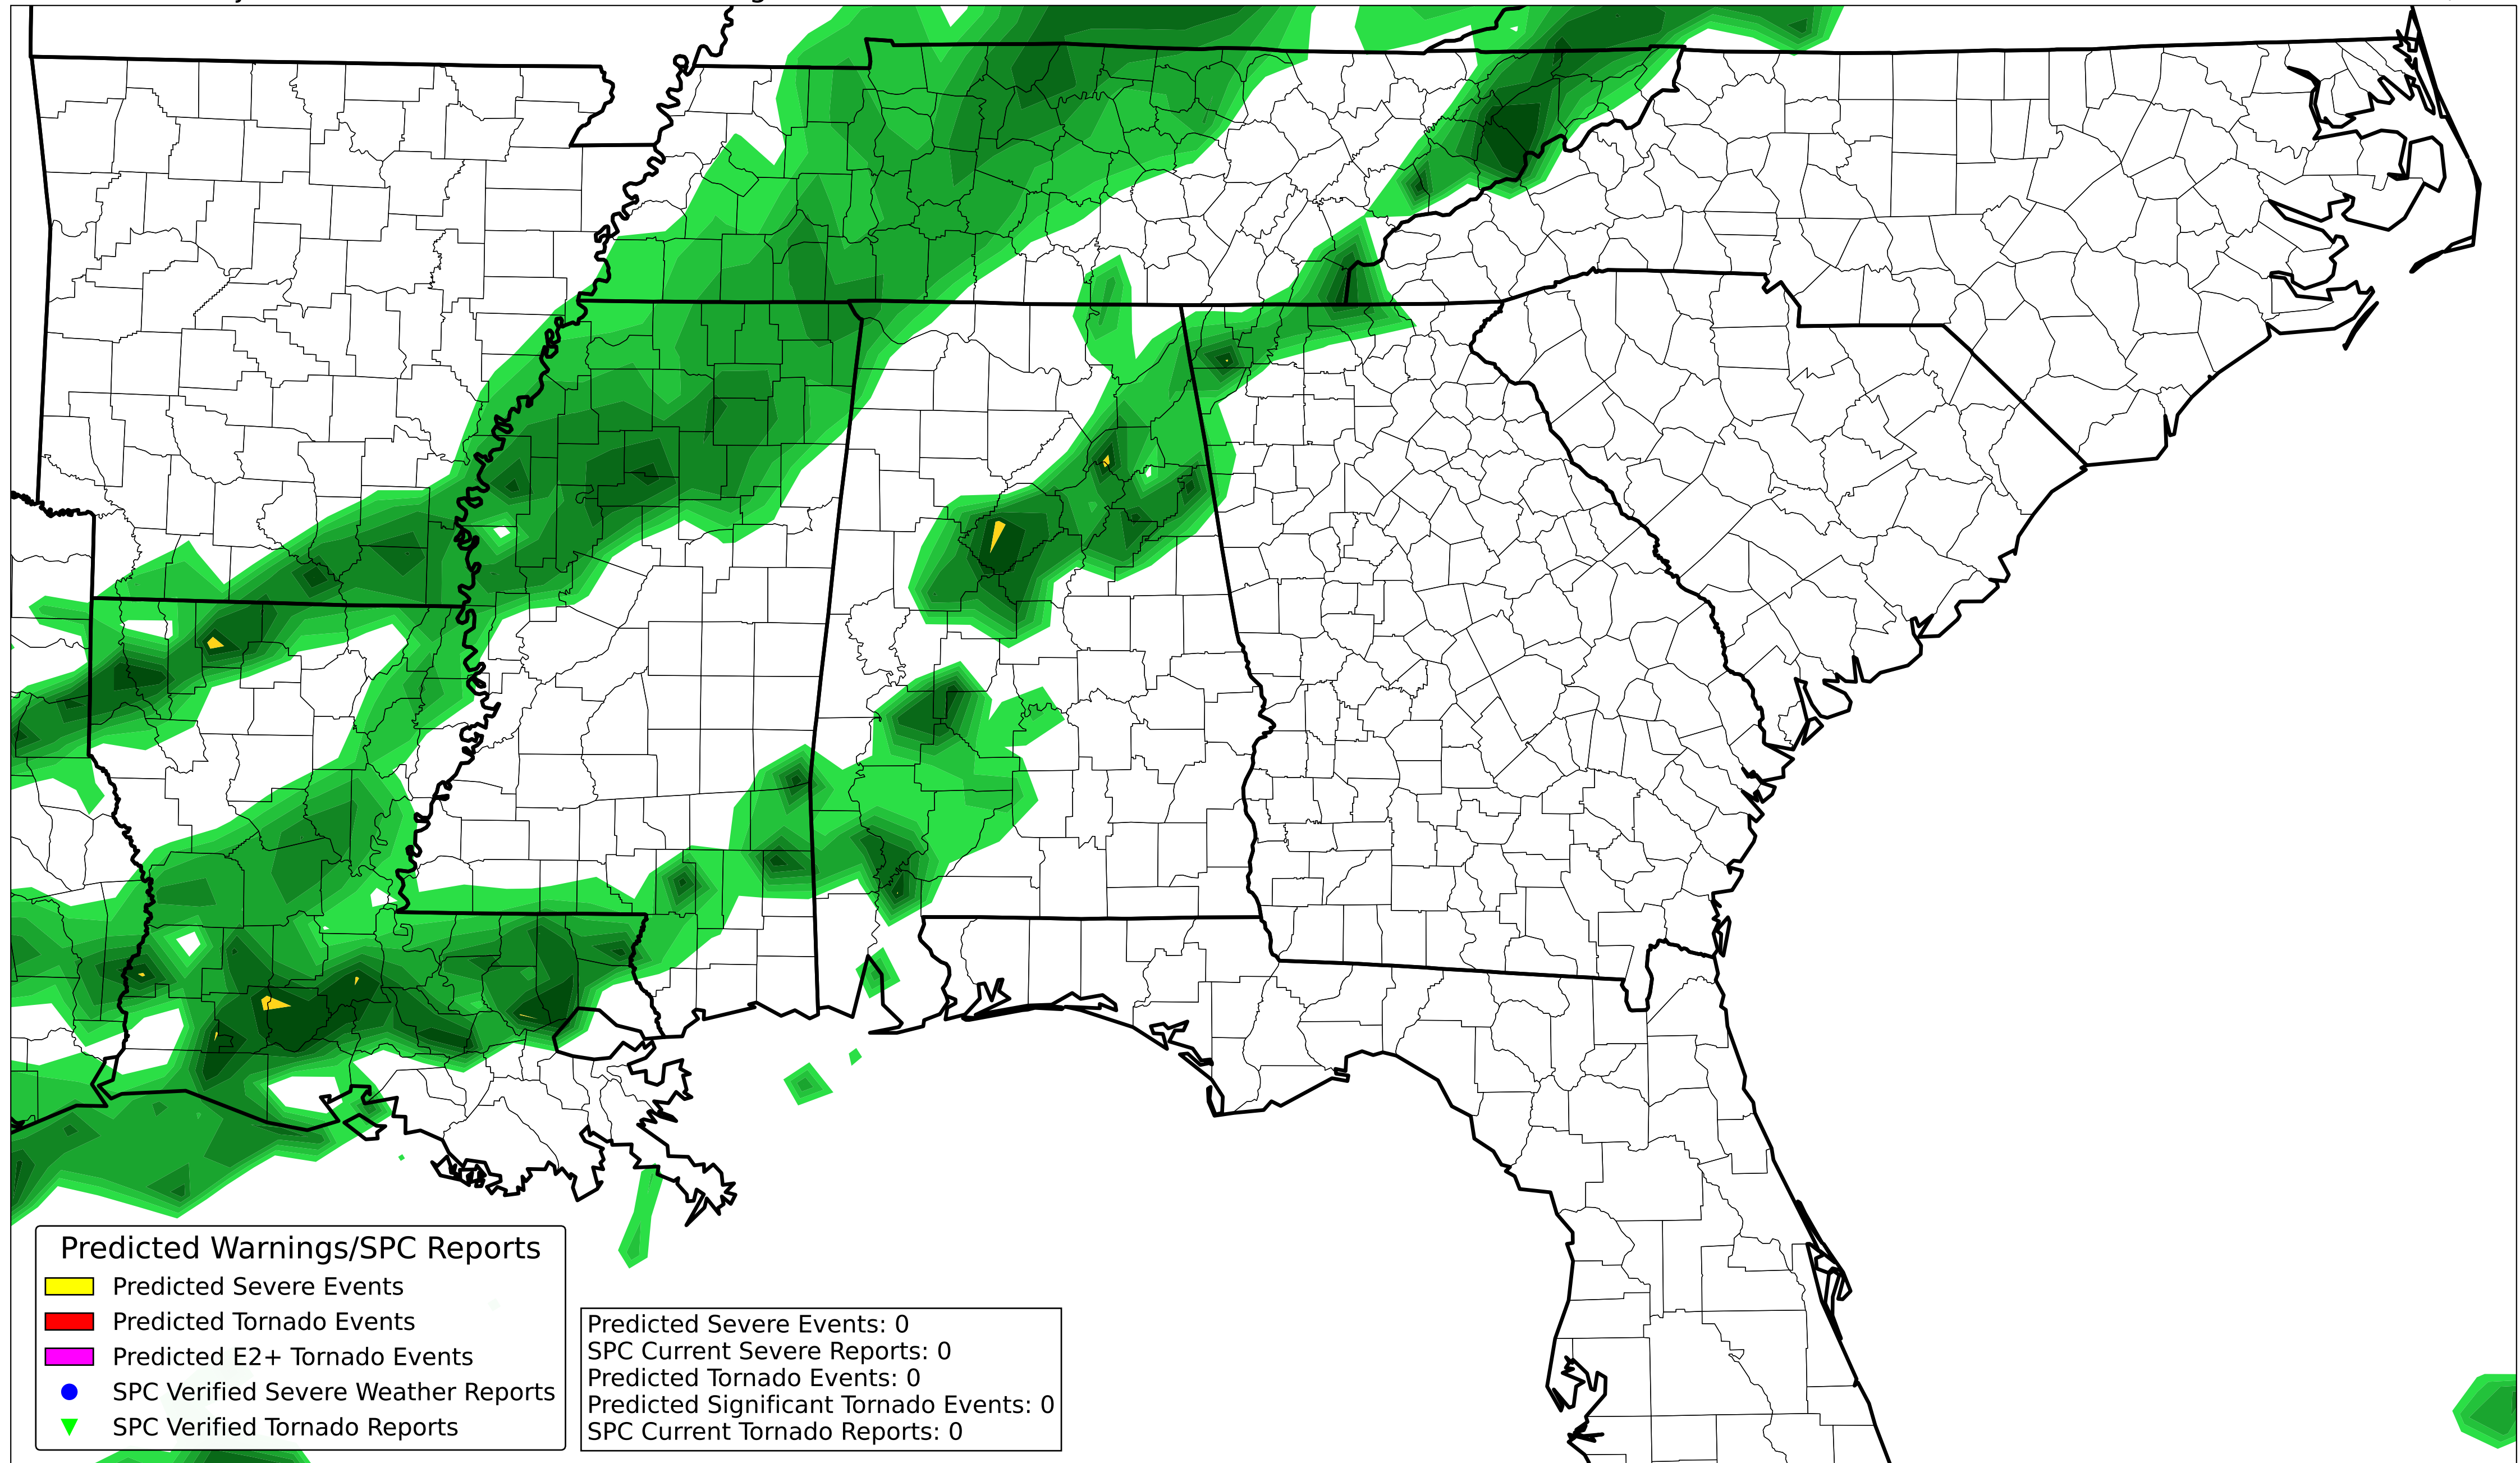 Predicted Warnings/SPC Reports
Predicted Severe Events
Predicted Tornado Events
Predicted E2+ Tornado Events
SPC Verified Severe Weather Reports
SPC Verified Tornado Reports
Predicted Severe Events: 0
SPC Current Severe Reports: 0
Predicted Tornado Events: 0
Predicted Significant Tornado Events: 0
SPC Current Tornado Reports: 0